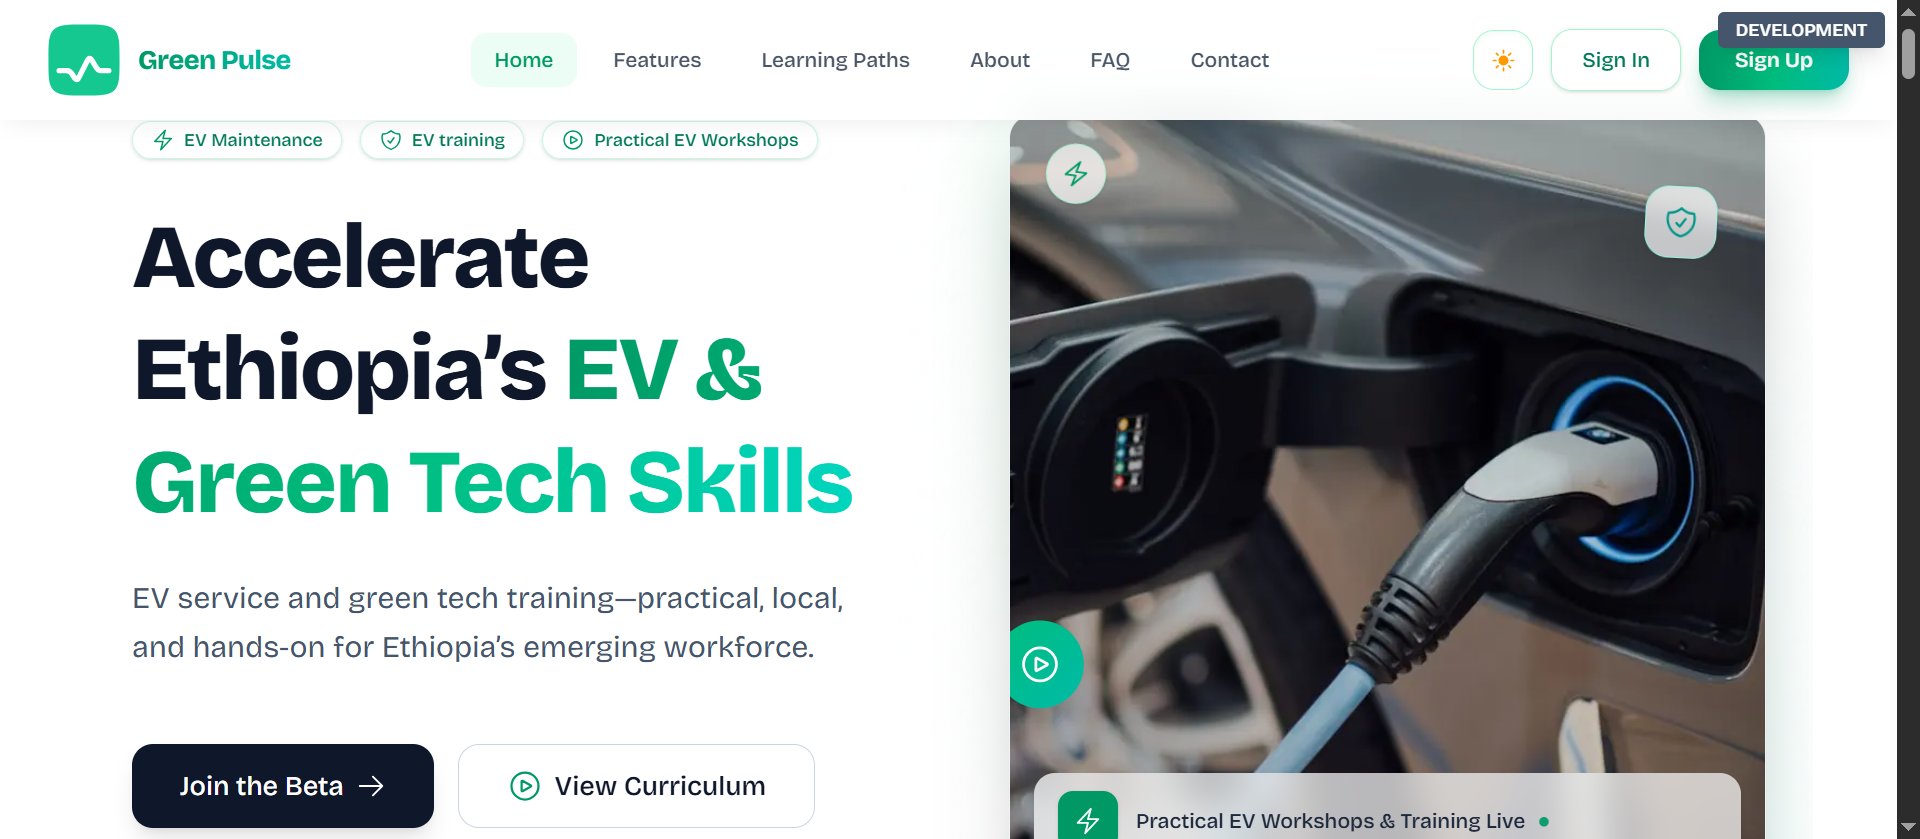 Green Pulse
Home
Features
Learning Paths
About
FAQ
Contact
Sign In
DEVELOPMENT
Sign Up
EV Maintenance
EV training
Practical EV Workshops
Accelerate
Ethiopia’s EV &
Green Tech Skills
EV service and green tech training—practical, local,
and hands-on for Ethiopia’s emerging workforce.
Join the Beta
View Curriculum
Practical EV Workshops & Training Live